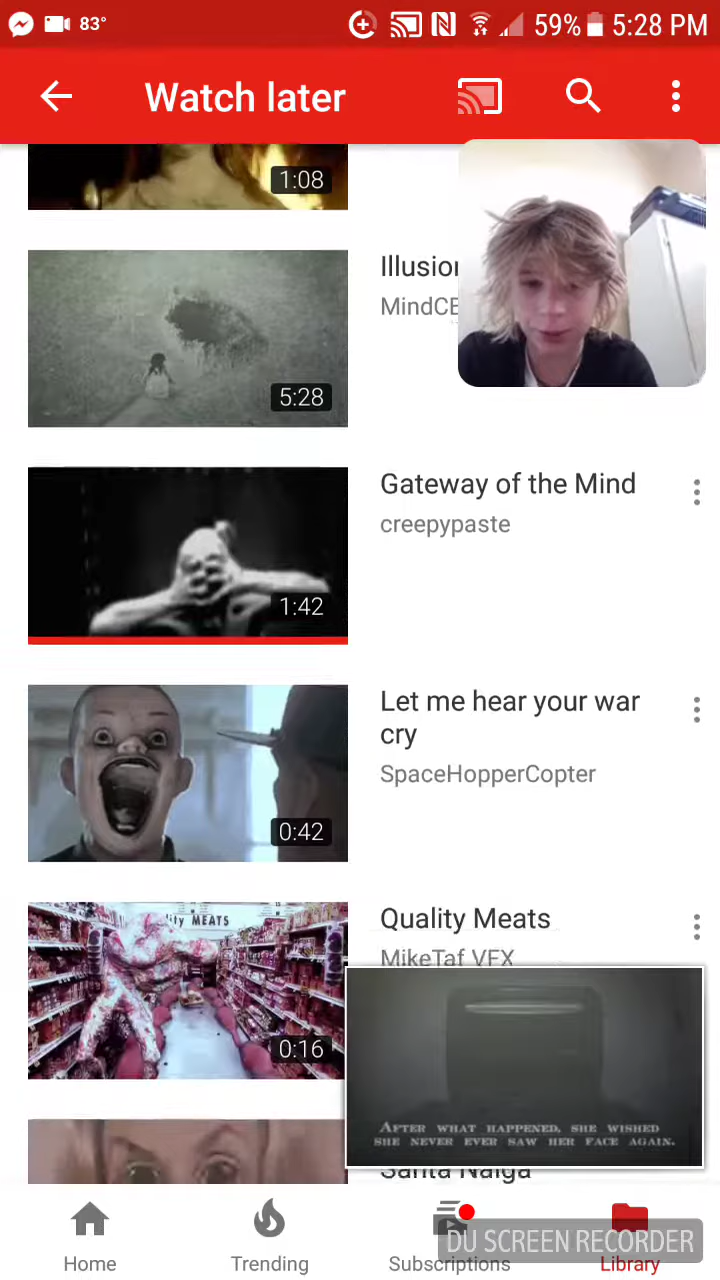 83°
59%
5:28 PM
Watch later
1:08
5:28
MindCE
Gateway of the Mind
creepypaste
1:42
Let me hear your war
cry
SpaceHopperCopter
0:42
MEATS
Quality Meats
MikeTaf VFX
0:16
AFTER WHAT HAPPENED, SHE WISHED
SHE NEVER EVER SAW HER FACE AGAIN.
Santa Naiga
Home
Trending
Subscriptions
Library
DU SCREEN RECORDER